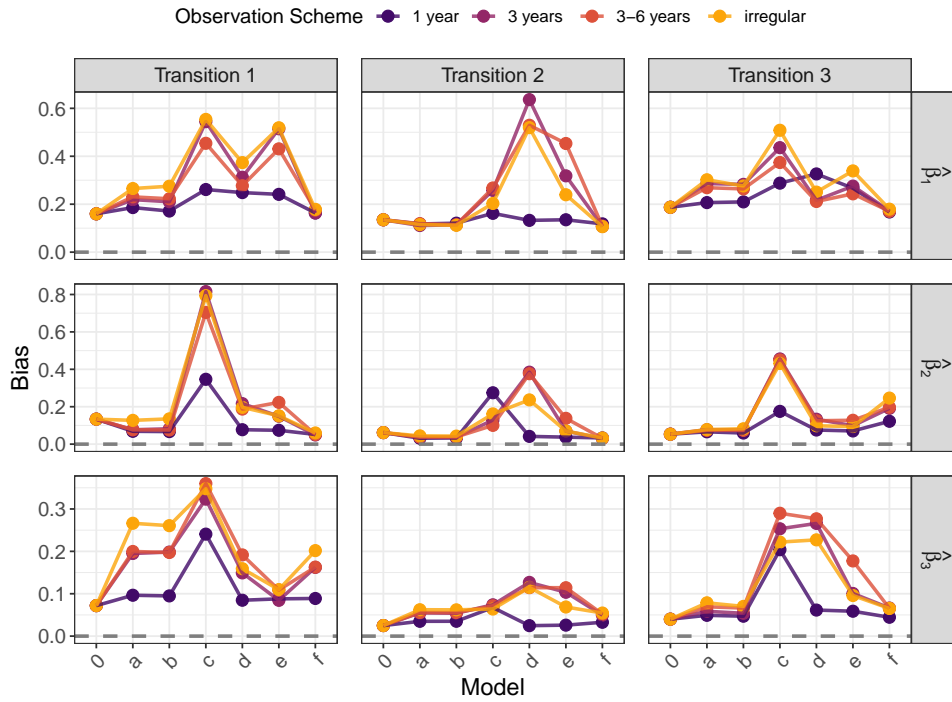 Observation Scheme 1 year 3 years 3−6 years irregular
Transition 1 Transition 2 Transition 3
0.6
0.4
0.2
0.0
β̂1
0.8
0.6
0.4
0.2
0.0
β̂2
0.3
0.2
0.1
0.0
β̂3
Bias
0 a b c d e f 0 a b c d e f 0 a b c d e f
Model